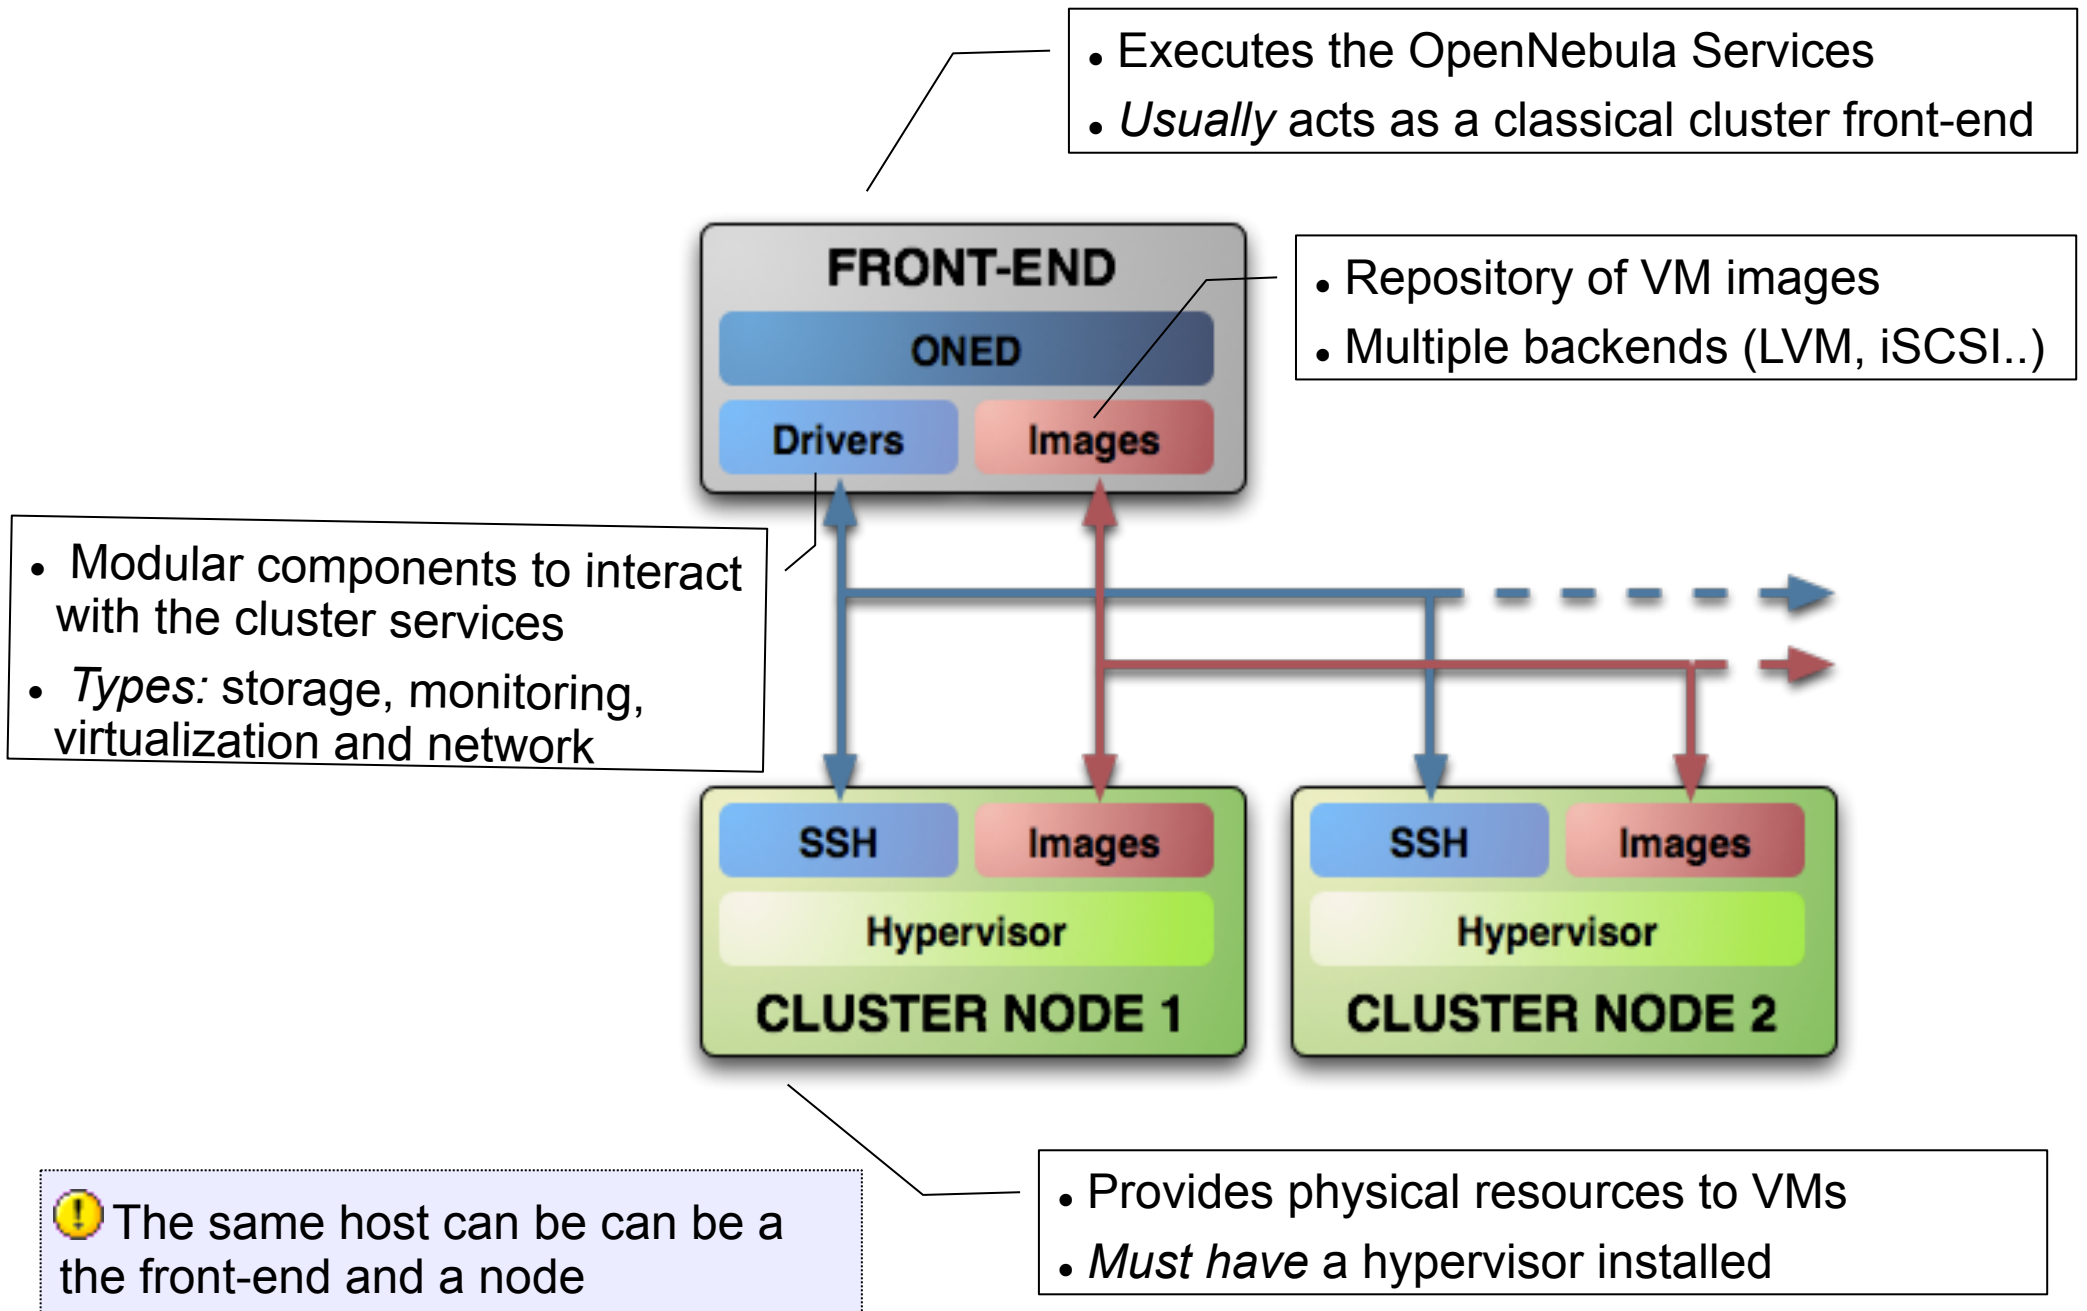 • Executes the OpenNebula Services
• Usually acts as a classical cluster front-end
FRONT-END
ONED
Drivers
Images
• Repository of VM images
• Multiple backends (LVM, iSCSI..)
• Modular components to interact
with the cluster services
• Types: storage, monitoring,
virtualization and network
SSH
Images
Hypervisor
CLUSTER NODE 1
SSH
Images
Hypervisor
CLUSTER NODE 2
! The same host can be can be a
the front-end and a node
• Provides physical resources to VMs
• Must have a hypervisor installed